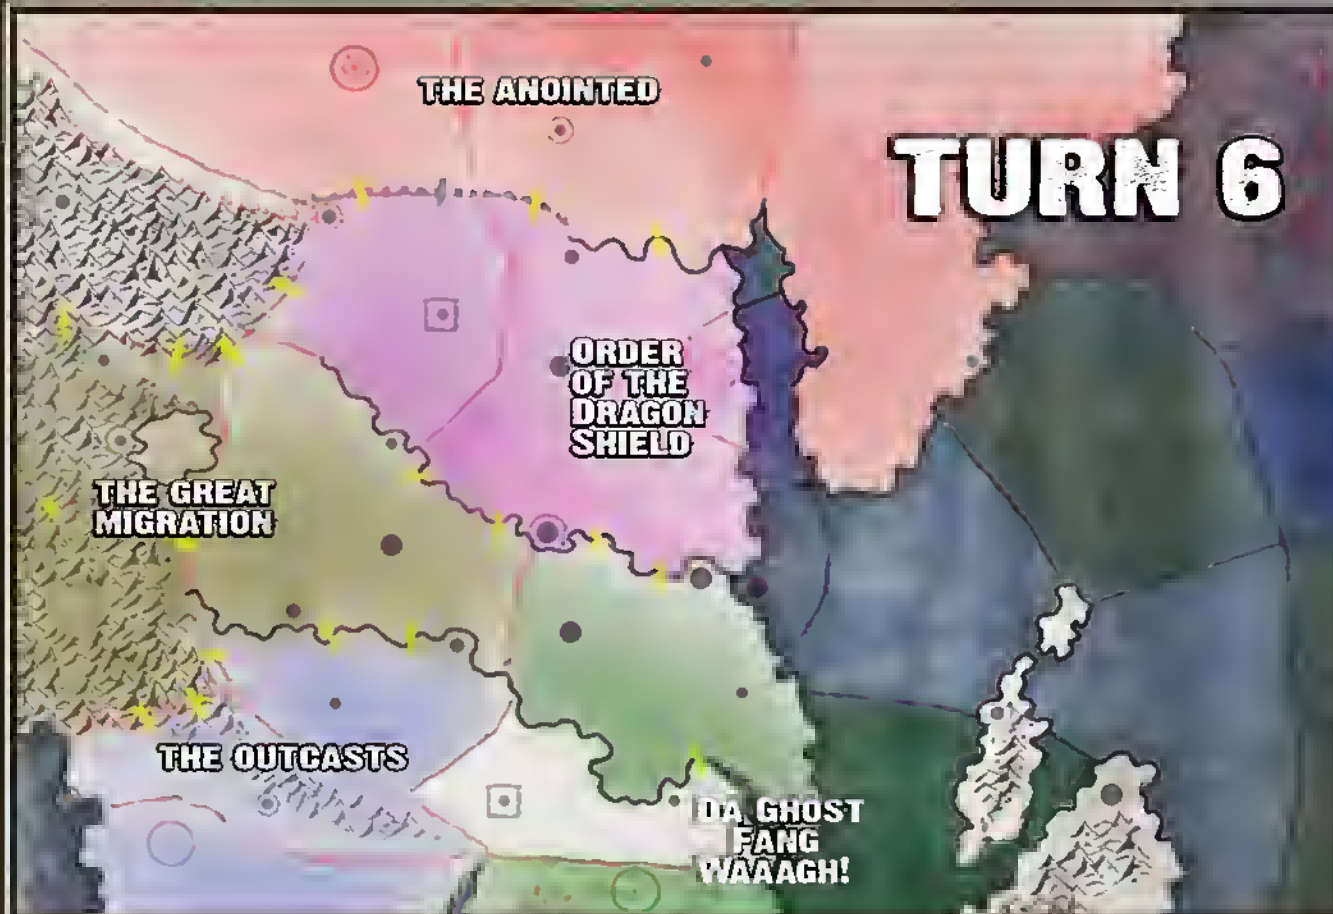 THE ANOINTED
TURN 6
ORDER
OF THE
DRAGON
SHIELD
THE GREAT
MIGRATION
THE OUTCASTS
DA GHOST
FANG
WAAAGH!